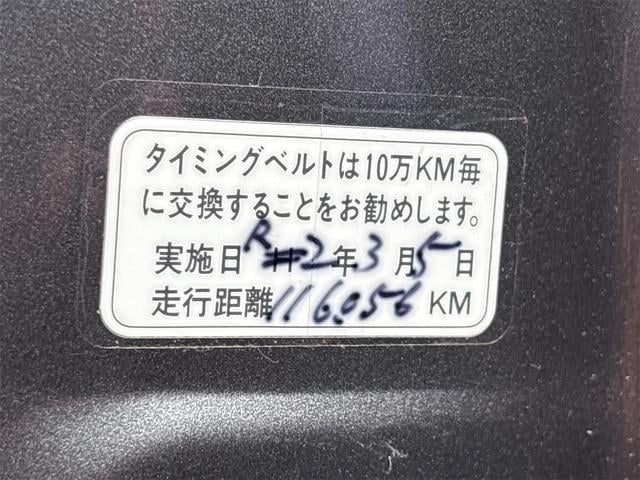 タイミングベルトは10万KM毎
に交換することをお勧めします。
実施日 R2年3月5日
走行距離 116056 KM